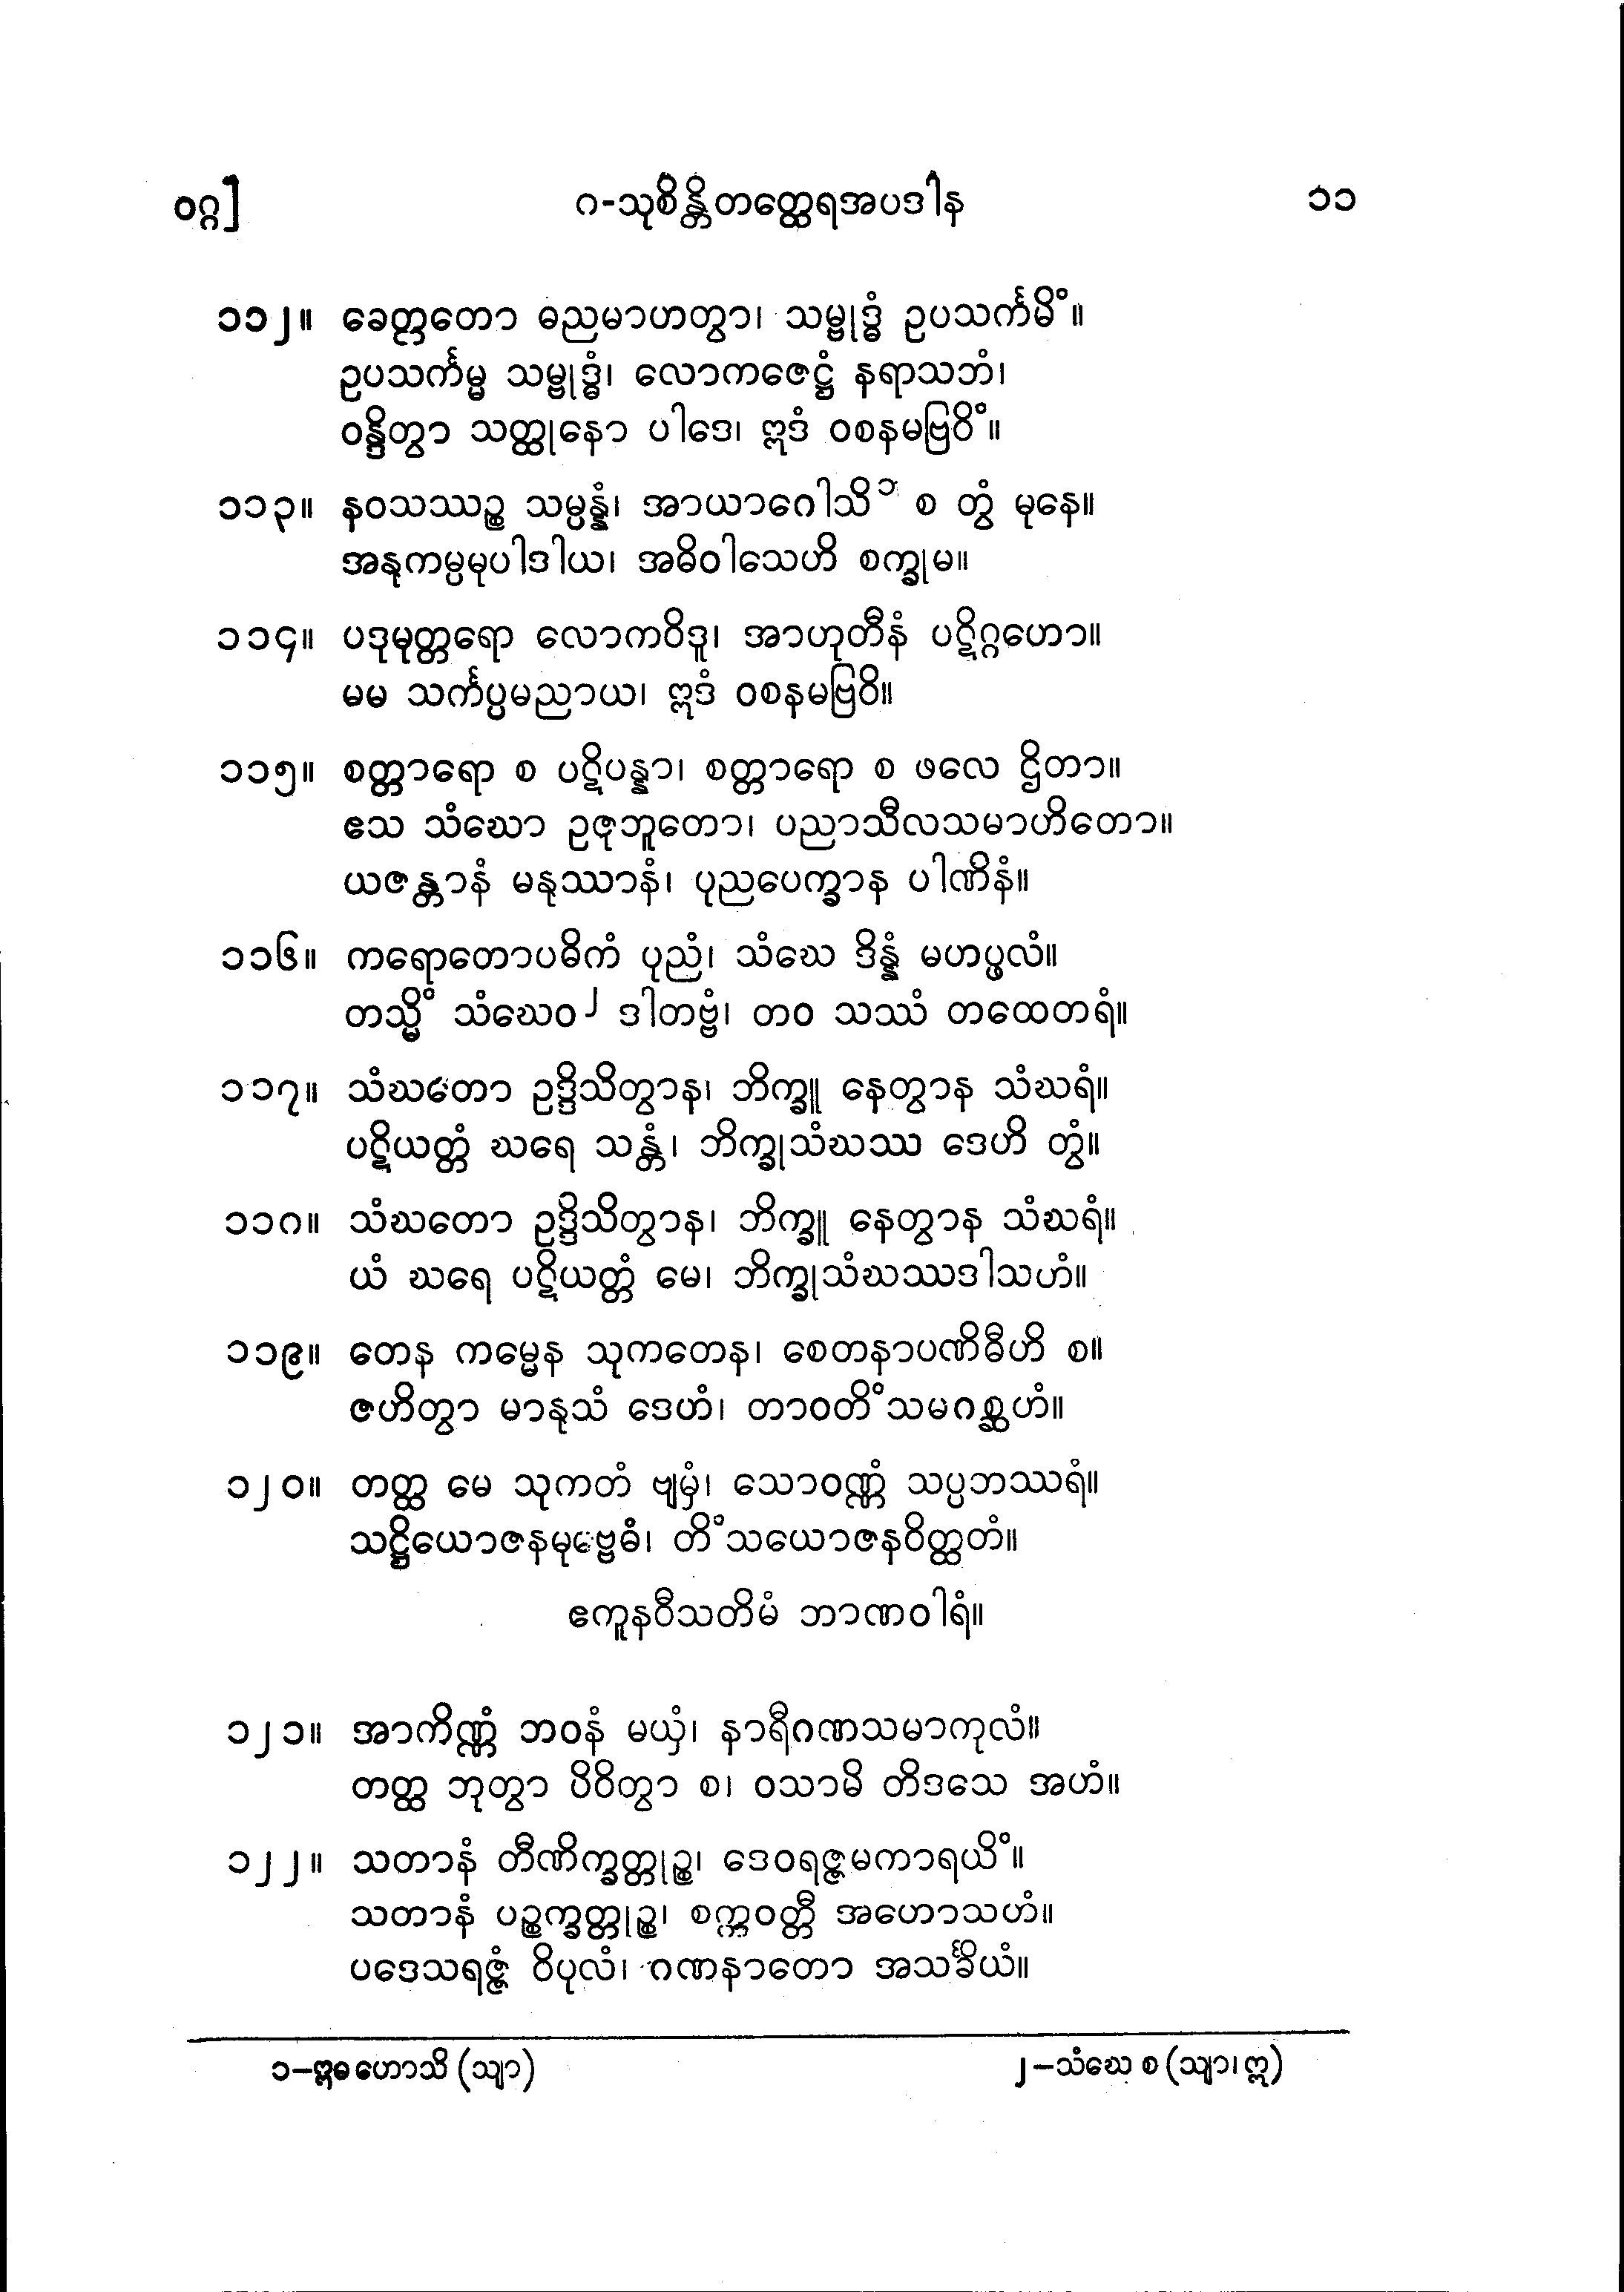 ဝဂ္ဂ] ဂ-သုစိန္တိတတ္ထေရအပဒါန ၁၁
၁၁၂။ ခေတ္တတော ဓညမာဟတွာ၊ သမ္ဗုဒ္ဓံ ဥပသင်္ကမိံ။
ဥပသင်္ကမ္မ သမ္ဗုဒ္ဓံ၊ လောကဇေဋ္ဌံ နရာသဘံ၊
ဝန္ဒိတွာ သတ္ထုနော ပါဒေ၊ ဣဒံ ဝစနမဗြဝိံ။
၁၁၃။ နဝသဿဉ္စ သမ္ပန္နံ၊ အာယာဂေါသိ ၁ စ တွံ မုနေ။
အနုကမ္ပမုပါဒါယ၊ အဓိဝါသေဟိ စက္ခုမ။
၁၁၄။ ပဒုမုတ္တရော လောကဝိဒူ၊ အာဟုတီနံ ပဋိဂ္ဂဟော။
မမ သင်္ကပ္ပမညာယ၊ ဣဒံ ဝစနမဗြဝိ။
၁၁၅။ စတ္တာရော စ ပဋိပန္နာ၊ စတ္တာရော စ ဖလေ ဌိတာ။
ဧသ သံဃော ဥဇုဘူတော၊ ပညာသီလသမာဟိတော။
ယဇန္တာနံ မနုဿာနံ၊ ပုညပေက္ခာန ပါဏိနံ။
၁၁၆။ ကရောတောပဓိကံ ပုညံ၊ သံဃေ ဒိန္နံ မဟပ္ဖလံ။
တသ္မိံ သံဃေဝ ၂ ဒါတဗ္ဗံ၊ တဝ သဿံ တထေတရံ။
၁၁၇။ သံဃတော ဥဒ္ဒိသိတွာန၊ ဘိက္ခူ နေတွာန သံဃရံ။
ပဋိယတ္တံ ဃရေ သန္တံ၊ ဘိက္ခုသံဃဿ ဒေဟိ တွံ။
၁၁၈။ သံဃတော ဥဒ္ဒိသိတွာန၊ ဘိက္ခူ နေတွာန သံဃရံ။
ယံ ဃရေ ပဋိယတ္တံ မေ၊ ဘိက္ခုသံဃဿဒါသဟံ။
၁၁၉။ တေန ကမ္မေန သုကတေန၊ စေတနာပဏိဓီဟိ စ။
ဇဟိတွာ မာနုသံ ဒေဟံ၊ တာဝတိံသမဂစ္ဆဟံ။
၁၂၀။ တတ္ထ မေ သုကတံ ဗျမှံ၊ သောဝဏ္ဏံ သပ္ပဘဿရံ။
သဋ္ဌိယောဇနမုဗ္ဗေဓံ၊ တိံသယောဇနဝိတ္ထတံ။
ဧကူနဝီသတိမံ ဘာဏဝါရံ။
၁၂၁။ အာကိဏ္ဏံ ဘဝနံ မယှံ၊ နာရီဂဏသမာကုလံ။
တတ္ထ ဘုတွာ ပိဝိတွာ စ၊ ဝသာမိ တိဒသေ အဟံ။
၁၂၂။ သတာနံ တီဏိက္ခတ္တုဉ္စ၊ ဒေဝရဇ္ဇမကာရယိံ။
သတာနံ ပဉ္စက္ခတ္တုဉ္စ၊ စက္ကဝတ္တီ အဟောသဟံ။
ပဒေသရဇ္ဇံ ဝိပုလံ၊ ဂဏနာတော အသင်္ခိယံ။
၁–ဣဓ ဟောသိ (သျာ) ၂–သံဃေ စ (သျာ၊ ဣ)